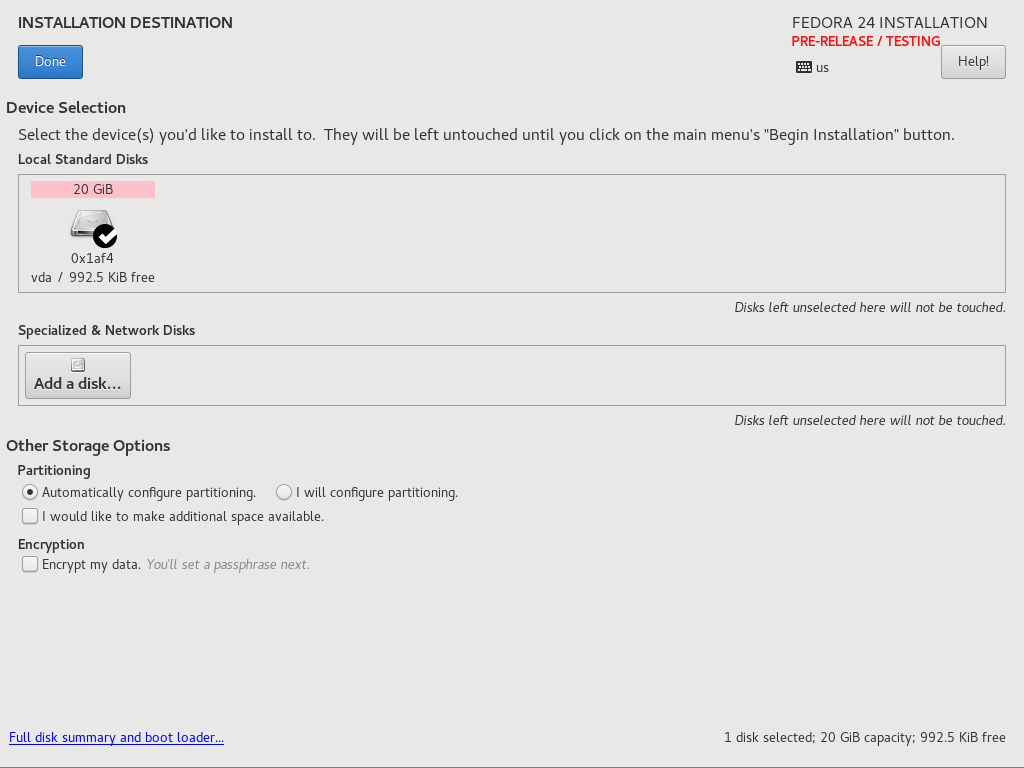 INSTALLATION DESTINATION
FEDORA 24 INSTALLATION
PRE-RELEASE / TESTING
Done
us
Help!
Device Selection
Select the device(s) you'd like to install to.  They will be left untouched until you click on the main menu's "Begin Installation" button.
Local Standard Disks
20 GiB
0x1af4
vda / 992.5 KiB free
Disks left unselected here will not be touched.
Specialized & Network Disks
Add a disk...
Disks left unselected here will not be touched.
Other Storage Options
Partitioning
Automatically configure partitioning. I will configure partitioning.
I would like to make additional space available.
Encryption
Encrypt my data. You'll set a passphrase next.
Full disk summary and boot loader... 1 disk selected; 20 GiB capacity; 992.5 KiB free